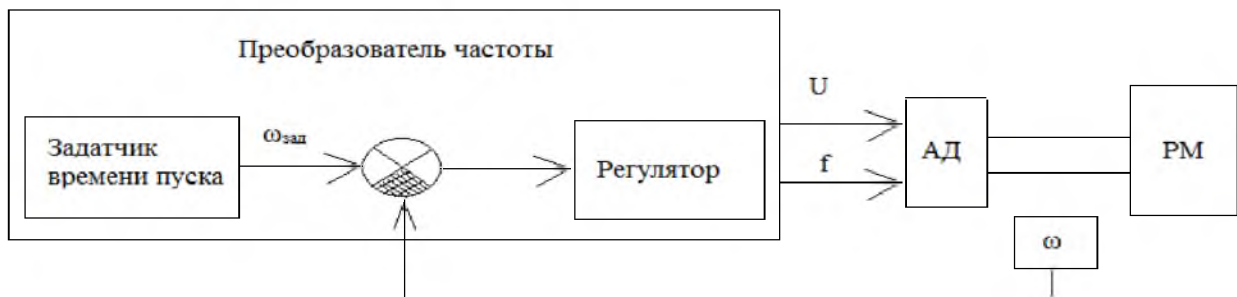 Преобразователь частоты
Задатчик
времени пуска
ωзад
Регулятор
U
f
АД
РМ
ω